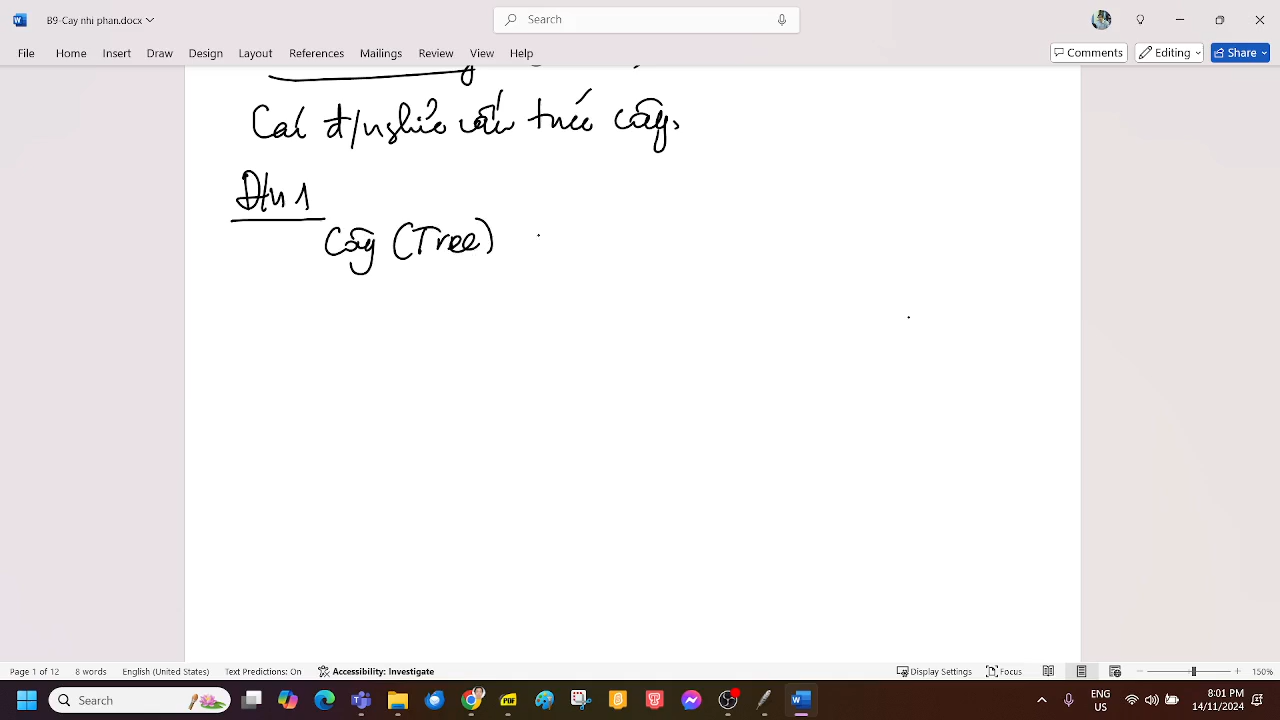 B9-Cay nhi phan.docx
Search
File Home Insert Draw Design Layout References Mailings Review View Help
Comments Editing Share
Các đ/nghĩa cấu trúc cây.
Đ/n 1
Cây (Tree)
Page 1 of 12 8 words English (United States) Text Predictions: On Accessibility: Investigate Display Settings Focus 150%
Search
ENG US
8:01 PM
14/11/2024